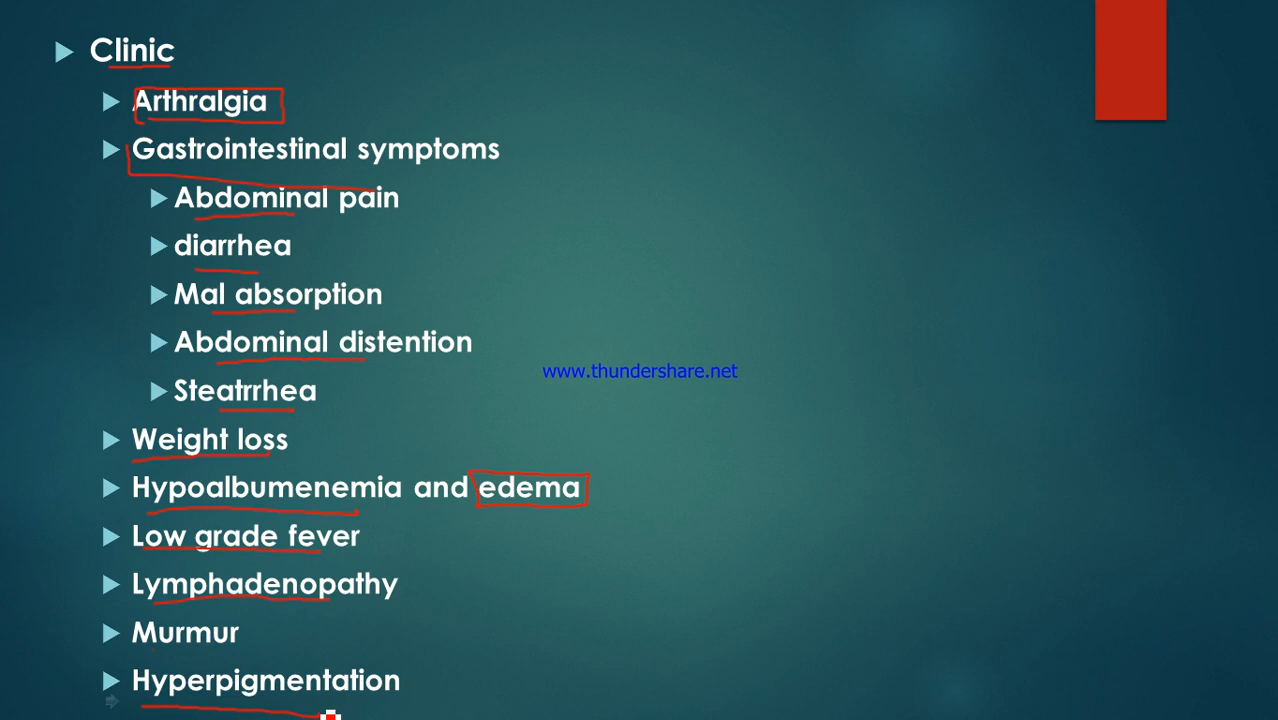 Clinic
Arthralgia
Gastrointestinal symptoms
Abdominal pain
diarrhea
Mal absorption
Abdominal distention
www.thundershare.net
Steatrrhea
Weight loss
Hypoalbumenemia and edema
Low grade fever
Lymphadenopathy
Murmur
Hyperpigmentation